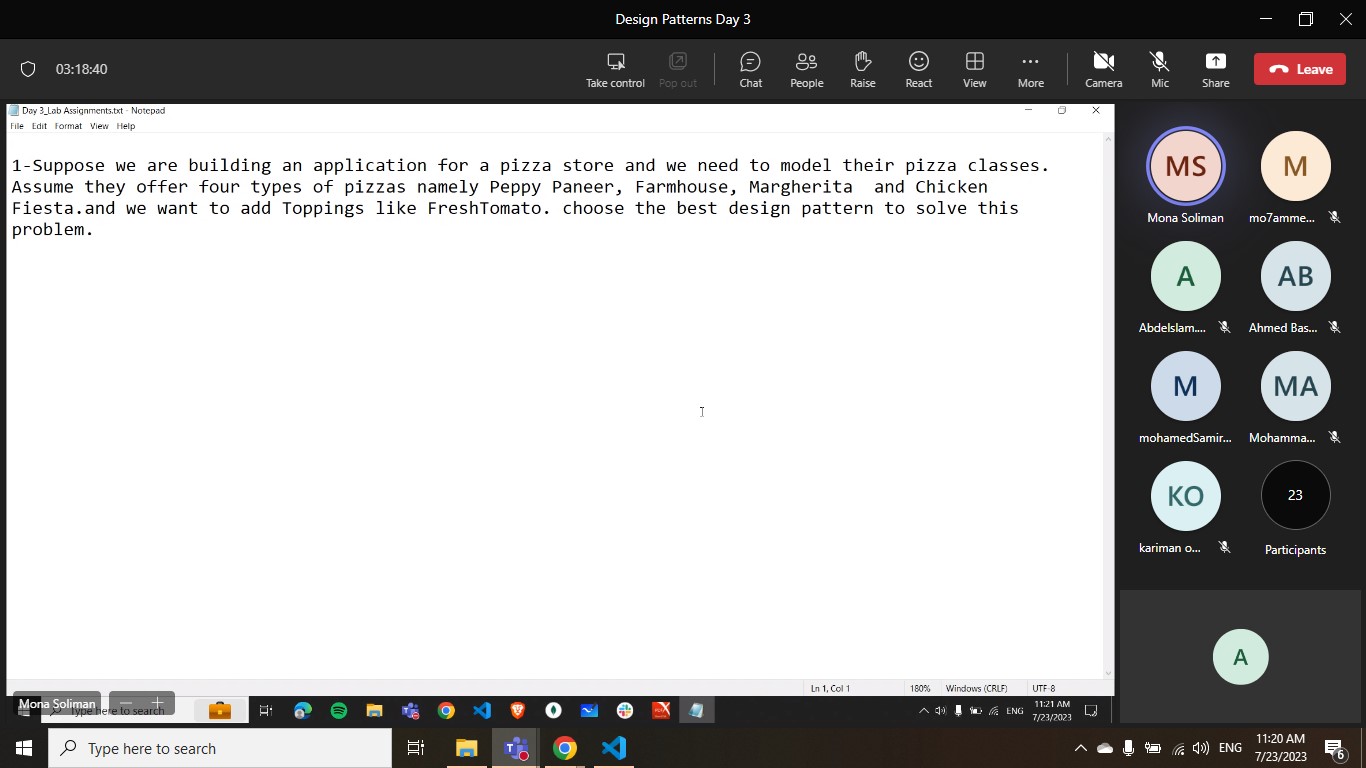 Design Patterns Day 3
03:18:40
Take control
Pop out
Chat
People
Raise
React
View
More
Camera
Mic
Share
Leave
Day 3_Lab Assignments.txt - Notepad
File Edit Format View Help
1-Suppose we are building an application for a pizza store and we need to model their pizza classes.
Assume they offer four types of pizzas namely Peppy Paneer, Farmhouse, Margherita  and Chicken
Fiesta.and we want to add Toppings like FreshTomato. choose the best design pattern to solve this
problem.
MS
M
Mona Soliman
mo7amme...
A
AB
Abdelslam....
Ahmed Bas...
M
MA
mohamedSamir...
Mohamma...
KO
23
kariman o...
Participants
A
Ln 1, Col 1
180%
Windows (CRLF)
UTF-8
Mona Soliman
Type here to search
ENG
11:21 AM
7/23/2023
Type here to search
ENG
11:20 AM
7/23/2023
6